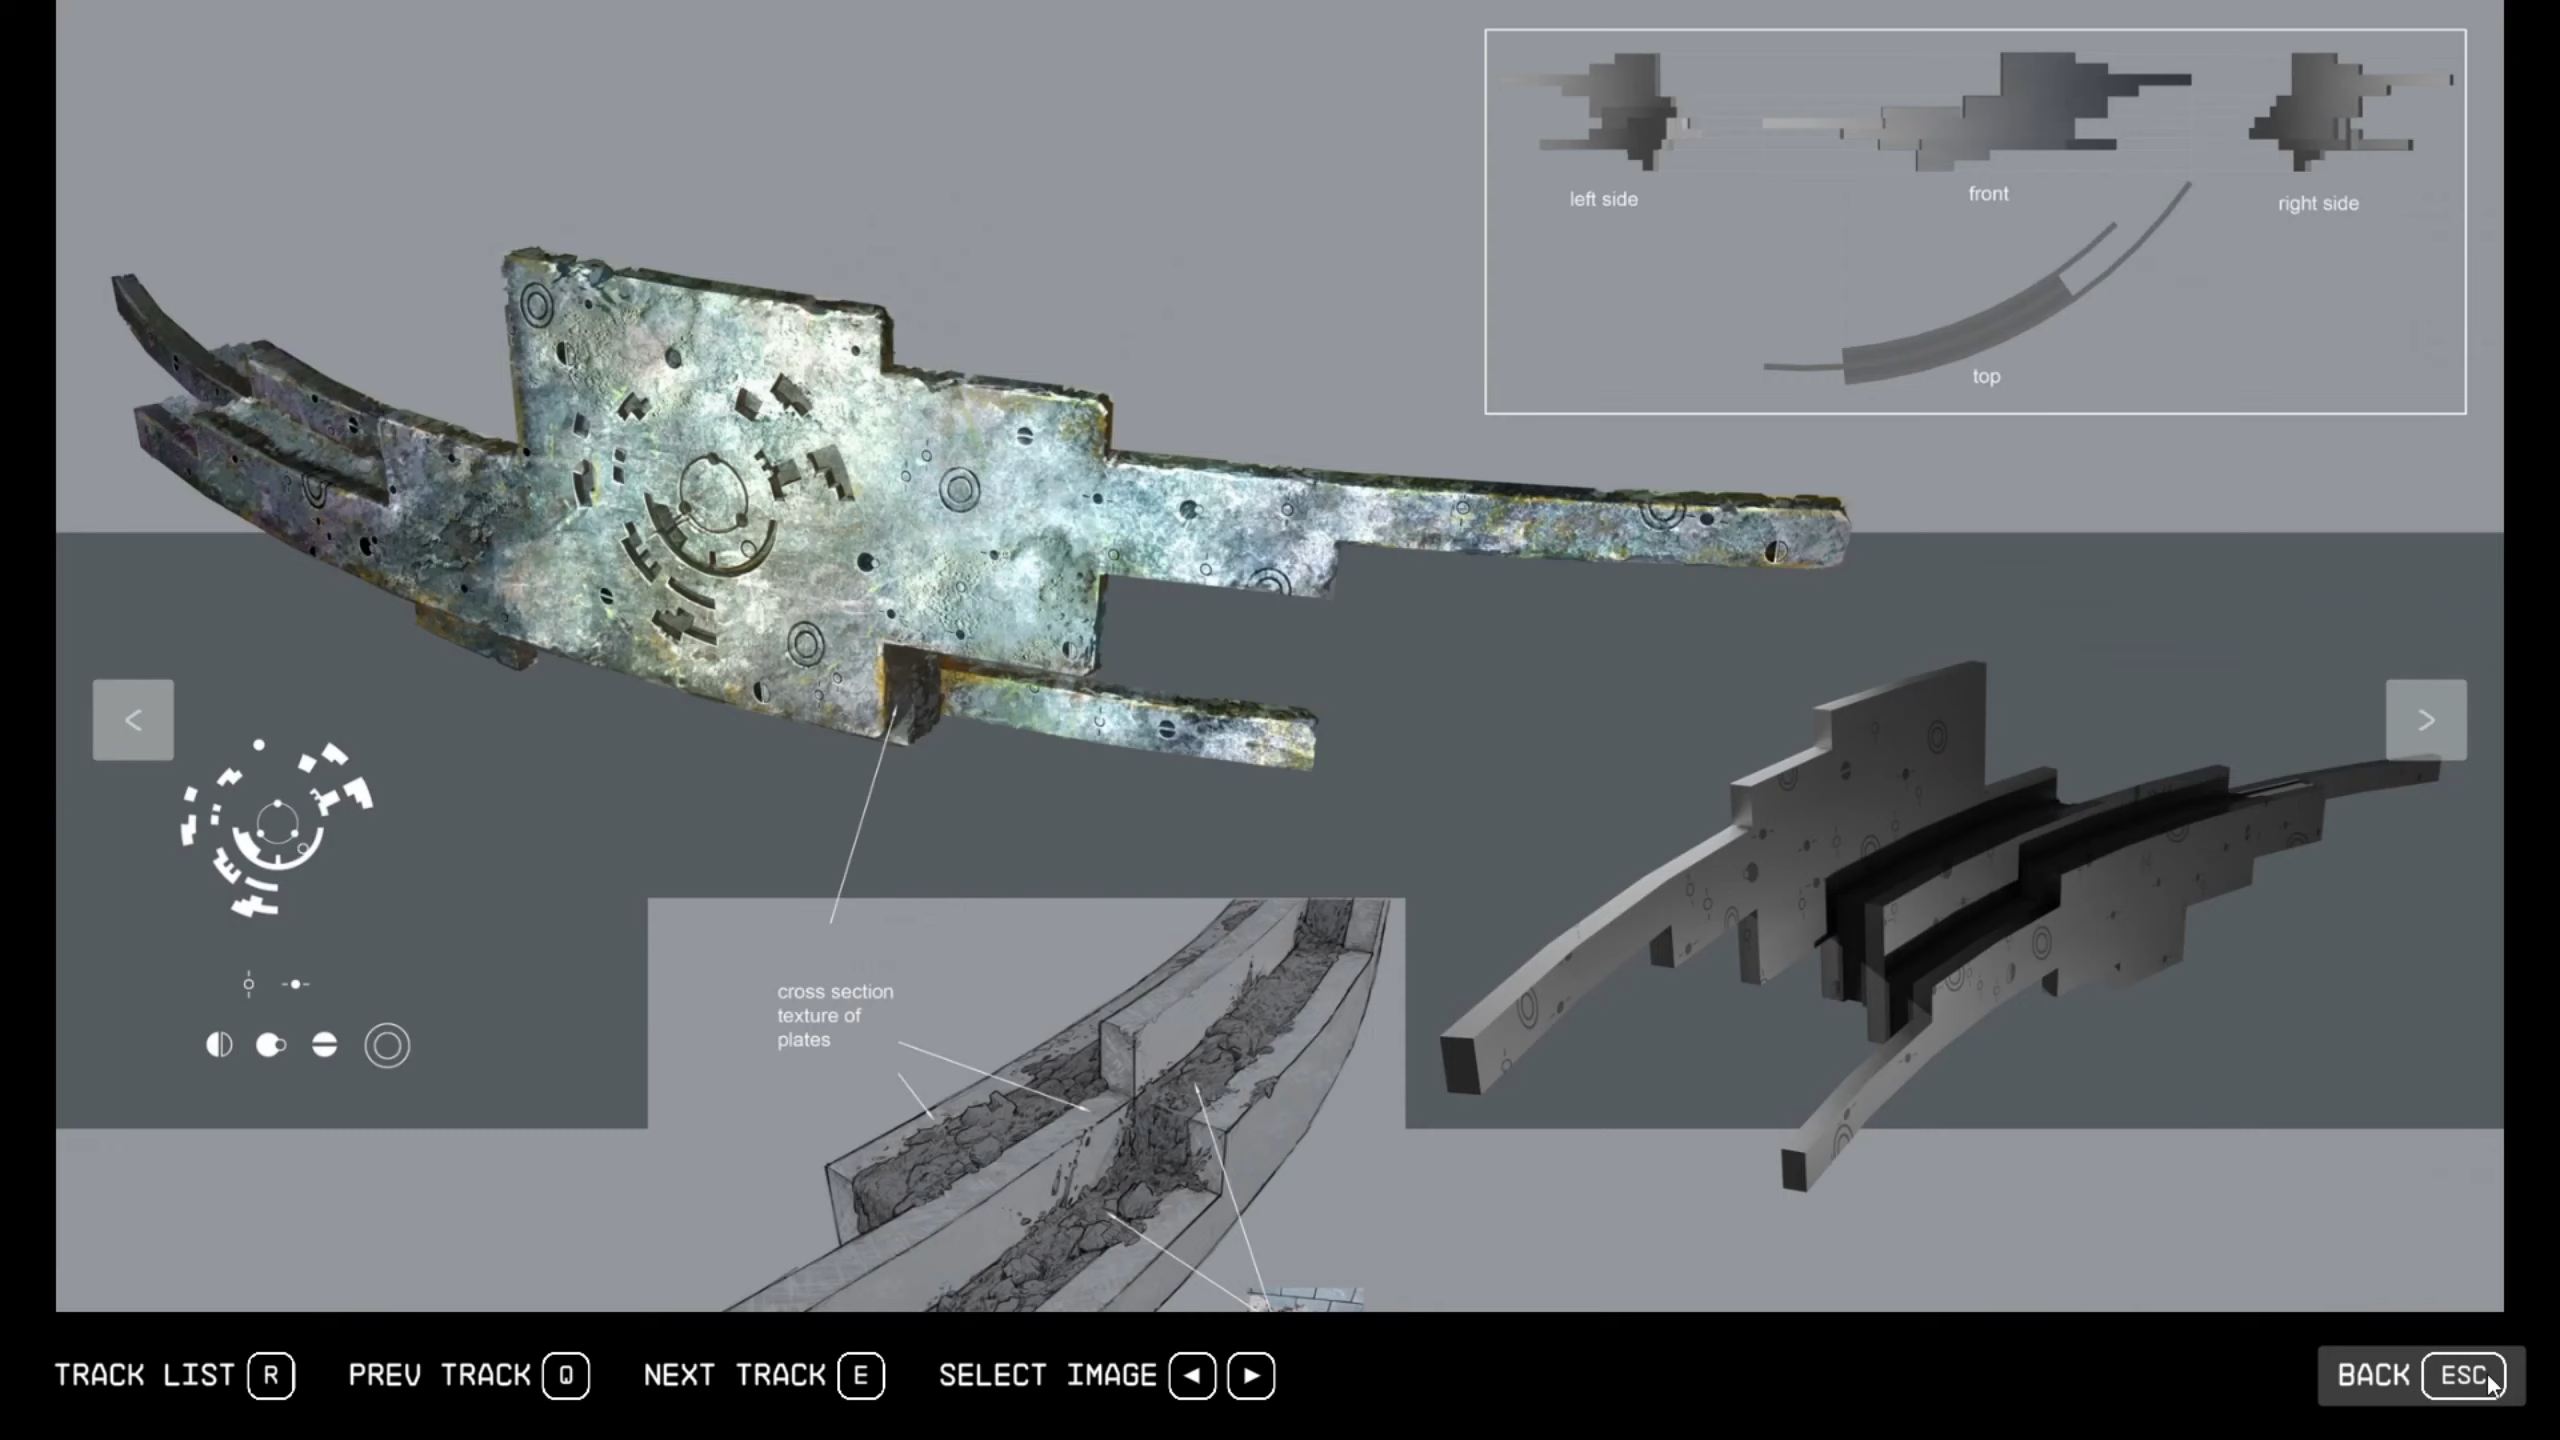 left side
front
right side
top
<
>
cross section
texture of
plates
TRACK LIST R
PREV TRACK Q
NEXT TRACK E
SELECT IMAGE ◄ ►
BACK ESC